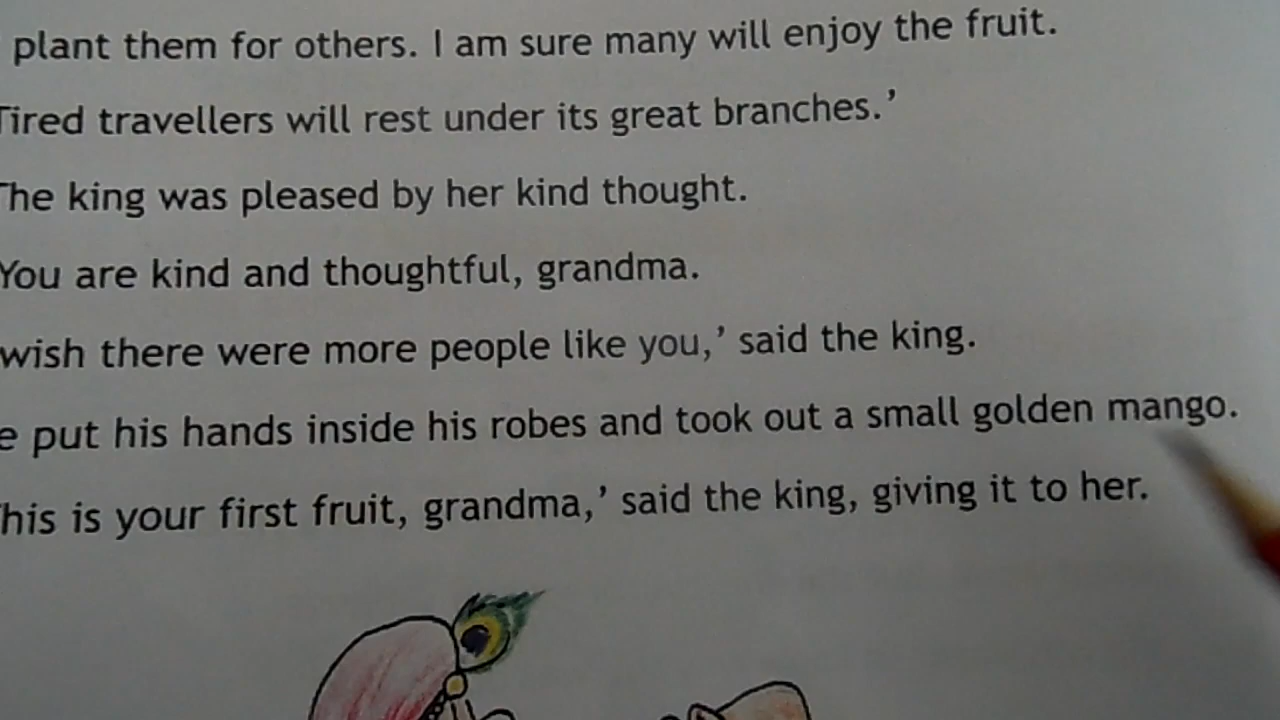 plant them for others. I am sure many will enjoy the fruit.
Tired travellers will rest under its great branches.’
The king was pleased by her kind thought.
You are kind and thoughtful, grandma.
wish there were more people like you,’ said the king.
e put his hands inside his robes and took out a small golden mango.
his is your first fruit, grandma,’ said the king, giving it to her.